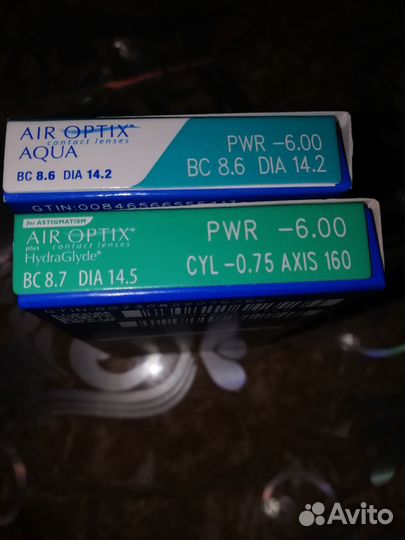 AIR OPTIX®
contact lenses
AQUA
BC 8.6 DIA 14.2
PWR -6.00
BC 8.6 DIA 14.2
for ASTIGMATISM
AIR OPTIX®
plus contact lenses
HydraGlyde®
BC 8.7 DIA 14.5
PWR -6.00
CYL -0.75 AXIS 160
Avito